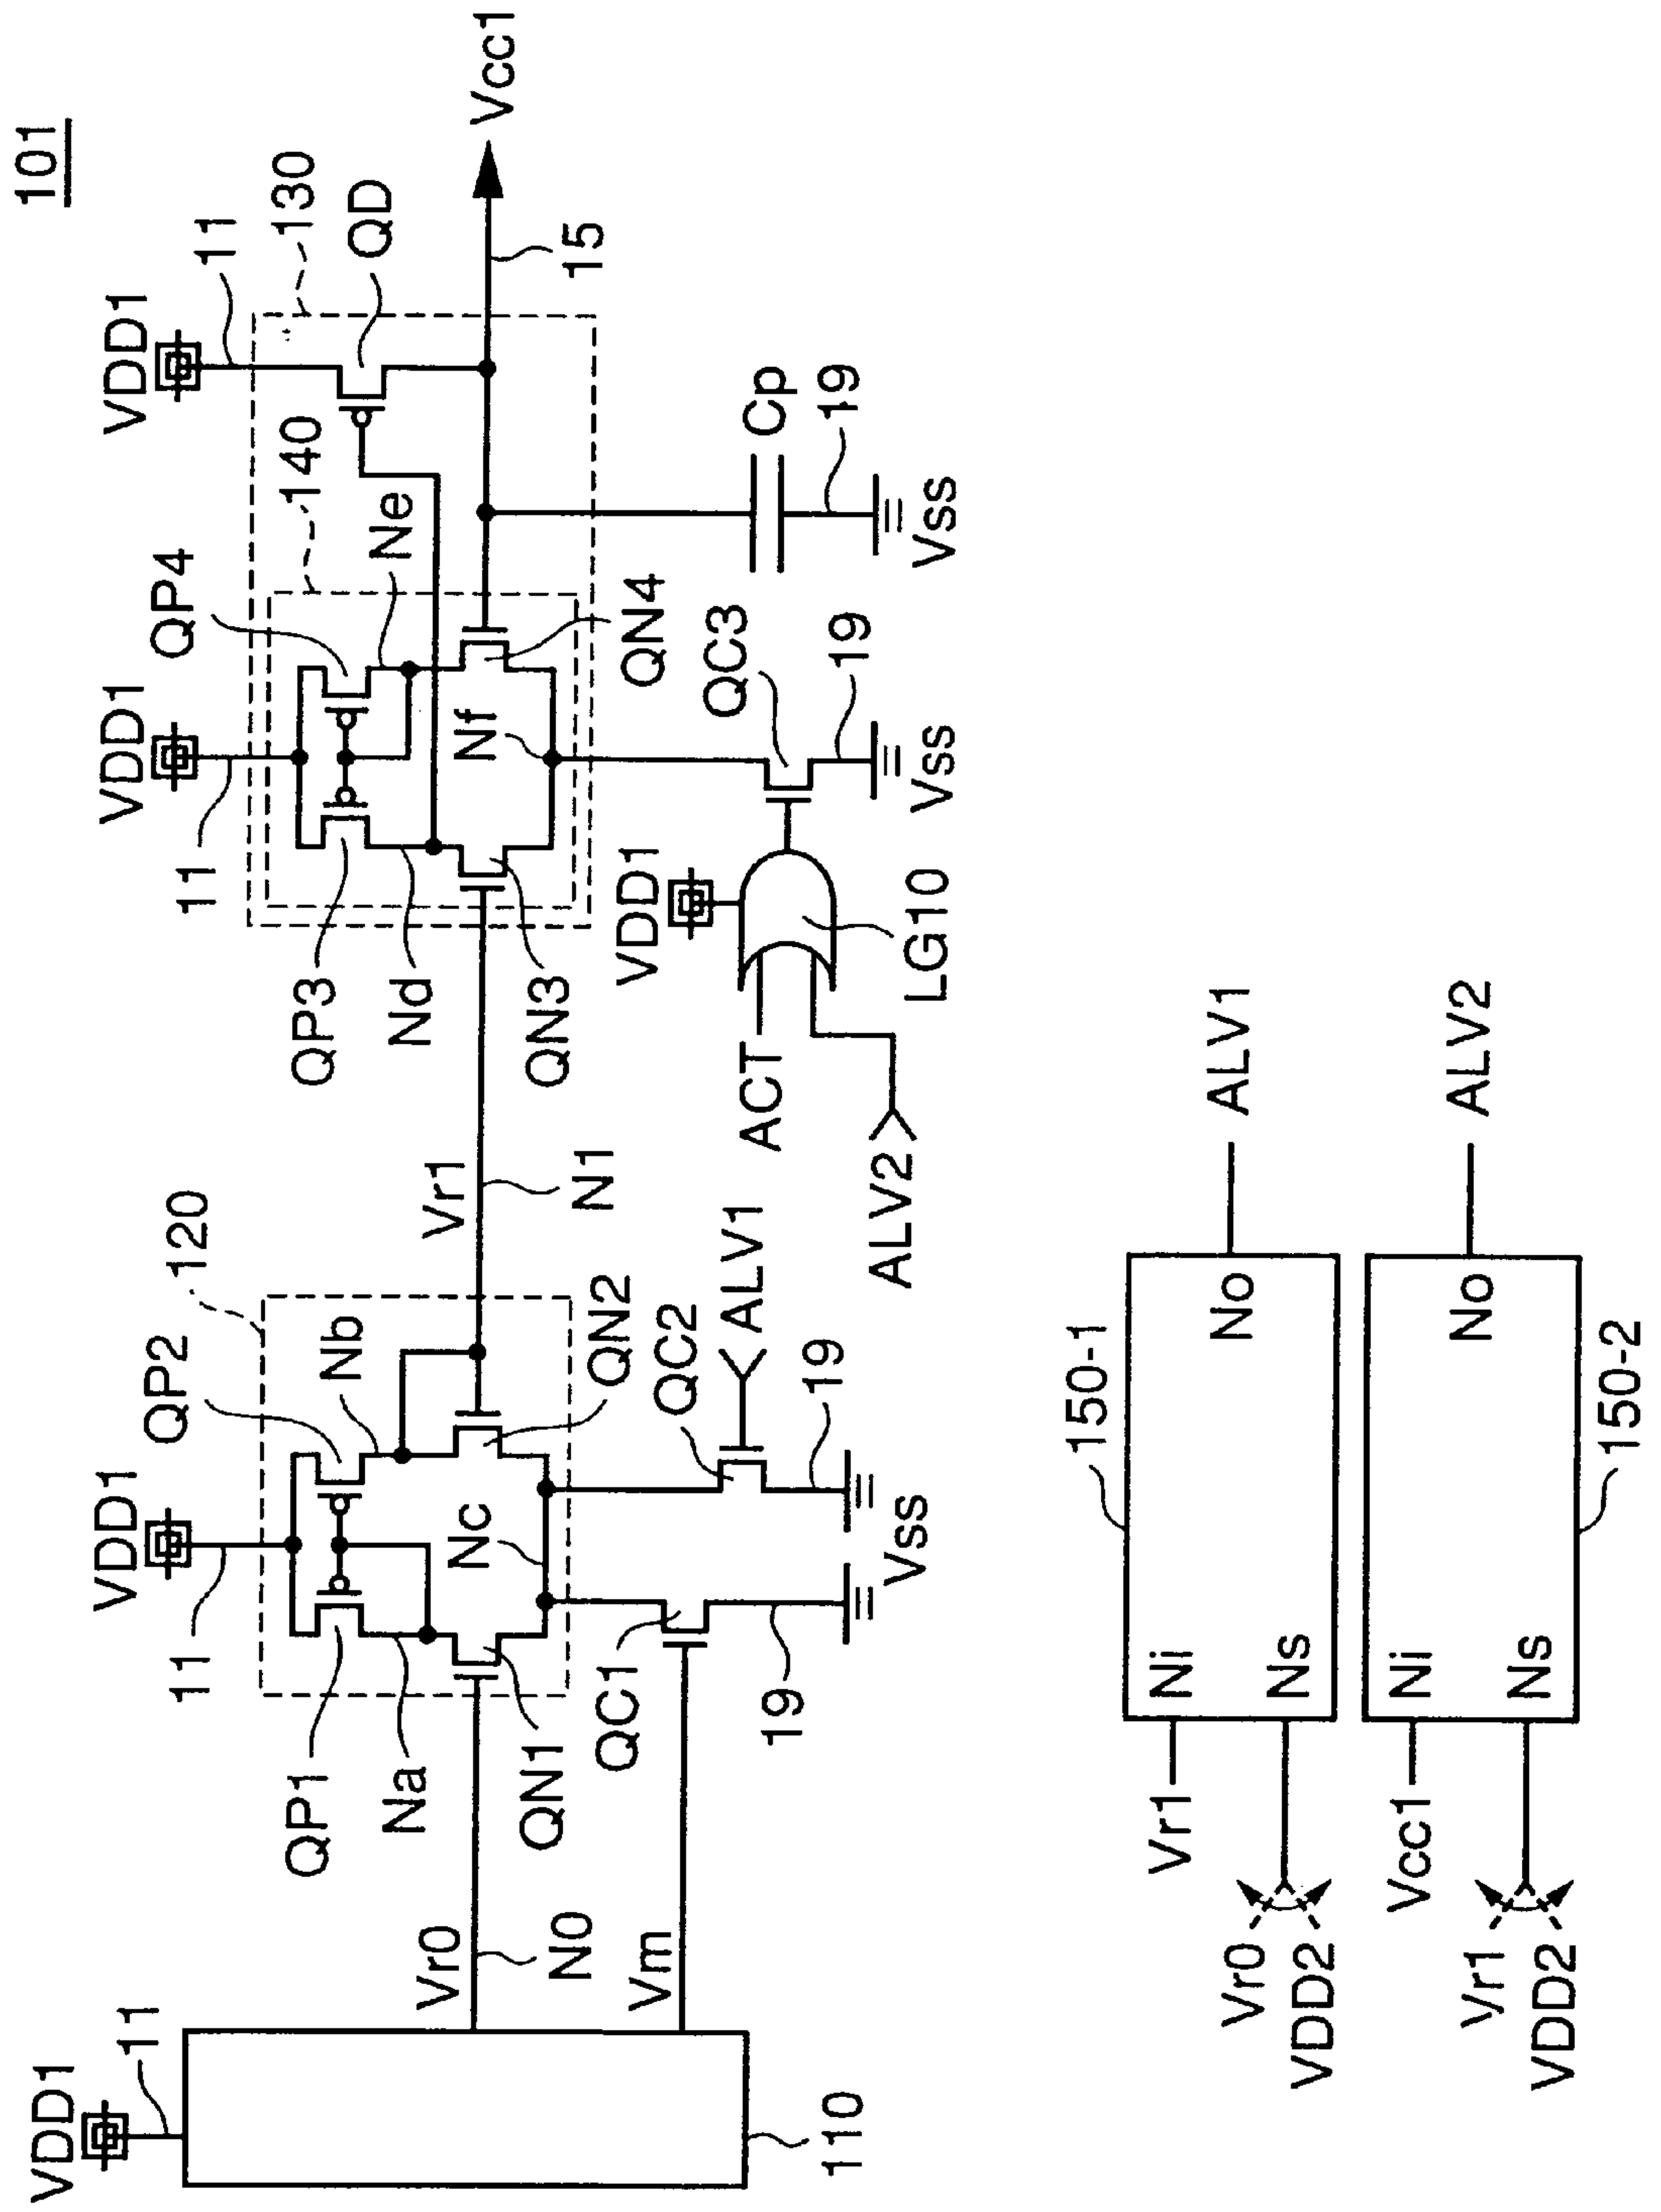 101
VDD1
11
110
Vr0
N0
Vm
VDD1
11
120
QP1
QP2
Na
Nb
Nc
QN1
QN2
QC1
QC2
ALV1
19
19
Vss
Vr1
N1
VDD1
11
140
130
QP3
QP4
Nd
Ne
Nf
QN3
QN4
VDD1
11
QD
15
Vcc1
Cp
19
Vss
QC3
19
Vss
VDD1
LG10
ACT
ALV2
Vr1
Ni
Ns
No
150-1
ALV1
Vr0
VDD2
Vcc1
Ni
Ns
No
150-2
ALV2
Vr1
VDD2